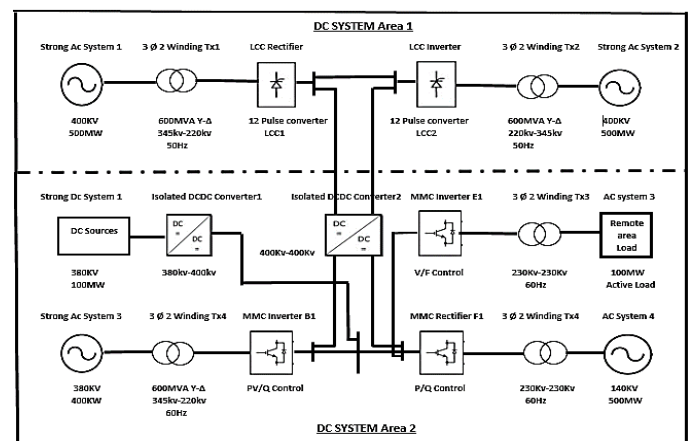 DC SYSTEM Area 1
Strong Ac System 1
3 Ø 2 Winding Tx1
LCC Rectifier
LCC Inverter
3 Ø 2 Winding Tx2
Strong Ac System 2
400KV
500MW
600MVA Y-Δ
345kv-220kv
50Hz
12 Pulse converter
LCC1
12 Pulse converter
LCC2
600MVA Y-Δ
220kv-345kv
50Hz
400KV
500MW
Strong Dc System 1
Isolated DCDC Converter1
Isolated DCDC Converter2
MMC Inverter E1
3 Ø 2 Winding Tx3
AC system 3
DC Sources
DC
=
DC
=
DC
=
DC
=
Remote
area
Load
400Kv-400Kv
380KV
100MW
380kv-400kv
V/F Control
230Kv-230Kv
60Hz
100MW
Active Load
Strong Ac System 3
3 Ø 2 Winding Tx4
MMC Inverter B1
MMC Rectifier F1
3 Ø 2 Winding Tx4
AC System 4
380KV
400KW
600MVA Y-Δ
345kv-220kv
60Hz
PV/Q Control
P/Q Control
230Kv-230Kv
60Hz
140KV
500MW
DC SYSTEM Area 2